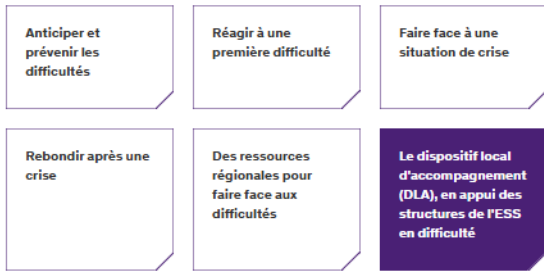 Anticiper et
prévenir les
difficultés
Réagir à une
première difficulté
Faire face à une
situation de crise
Rebondir après une
crise
Des ressources
régionales pour
faire face aux
difficultés
Le dispositif local
d'accompagnement
(DLA), en appui des
structures de l'ESS
en difficulté